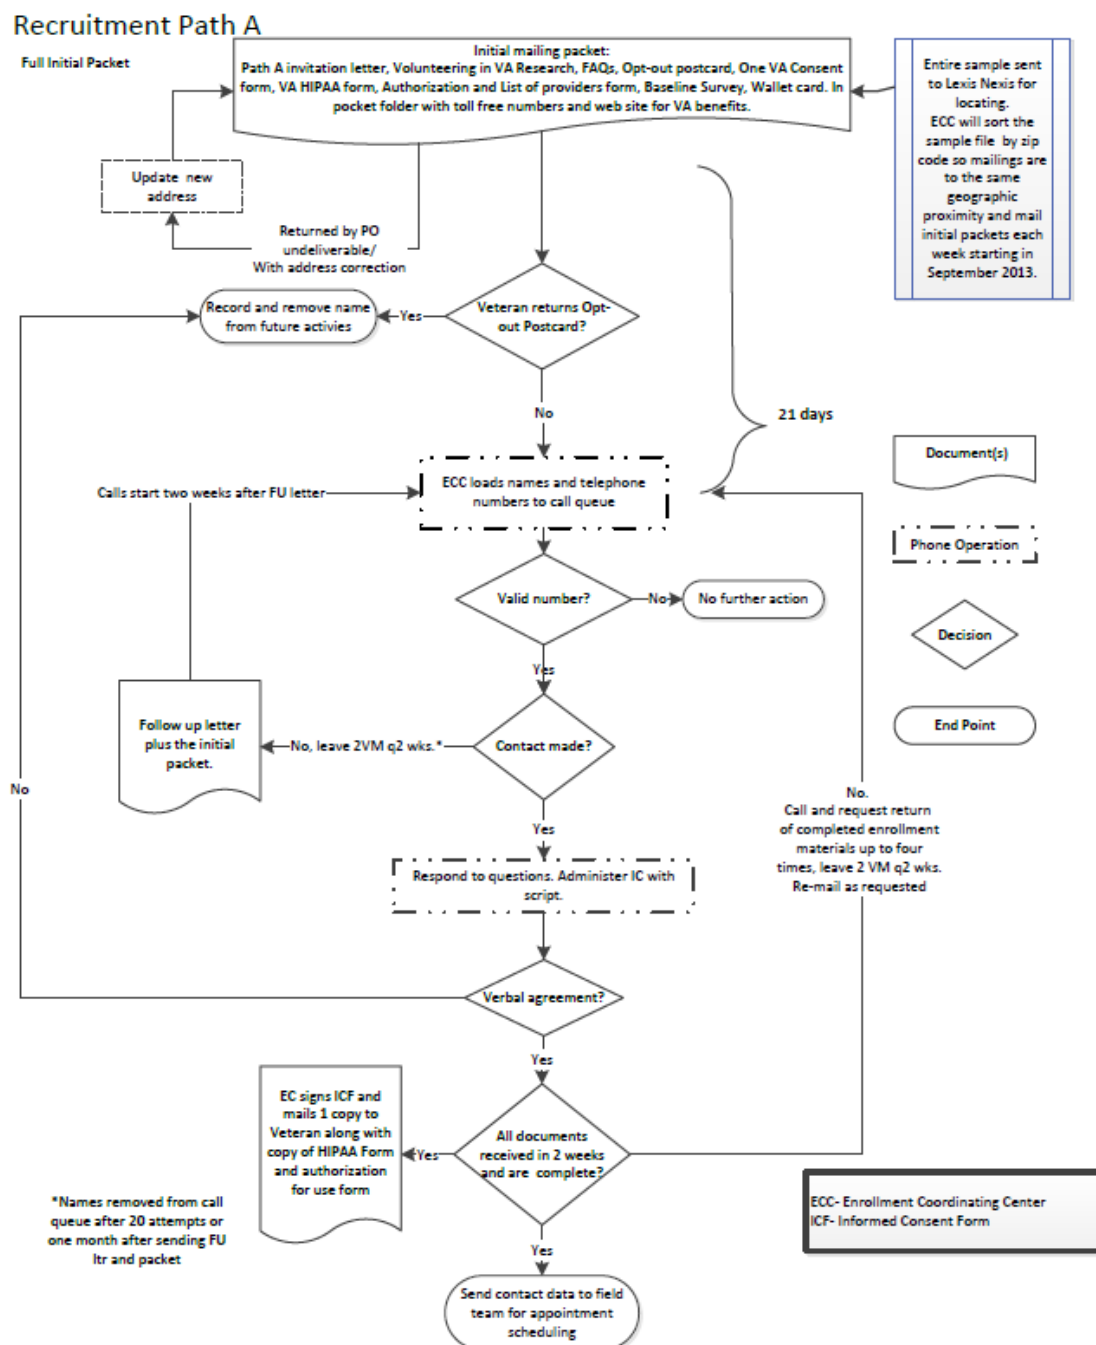 Recruitment Path A
Full Initial Packet
Initial mailing packet:
Path A invitation letter, Volunteering in VA Research, FAQs, Opt-out postcard, One VA Consent
form, VA HIPAA form, Authorization and List of providers form, Baseline Survey, Wallet card. In
pocket folder with toll free numbers and web site for VA benefits.
Entire sample sent
to Lexis Nexis for
locating.
ECC will sort the
sample file by zip
code so mailings are
to the same
geographic
proximity and mail
initial packets each
week starting in
September 2013.
Update new
address
Returned by PO
undeliverable/
With address correction
Record and remove name
from future activies
Yes
Veteran returns Opt-
out Postcard?
No
21 days
Calls start two weeks after FU letter
ECC loads names and telephone
numbers to call queue
Document(s)
Phone Operation
Valid number?
No
No further action
Decision
Yes
Follow up letter
plus the initial
packet.
No, leave 2VM q2 wks.*
Contact made?
End Point
No
Yes
No.
Call and request return
of completed enrollment
materials up to four
times, leave 2 VM q2 wks.
Re-mail as requested
Respond to questions. Administer IC with
script.
Verbal agreement?
Yes
EC signs ICF and
mails 1 copy to
Veteran along with
copy of HIPAA Form
and authorization
for use form
Yes
All documents
received in 2 weeks
and are complete?
*Names removed from call
queue after 20 attempts or
one month after sending FU
ltr and packet
ECC- Enrollment Coordinating Center
ICF- Informed Consent Form
Yes
Send contact data to field
team for appointment
scheduling